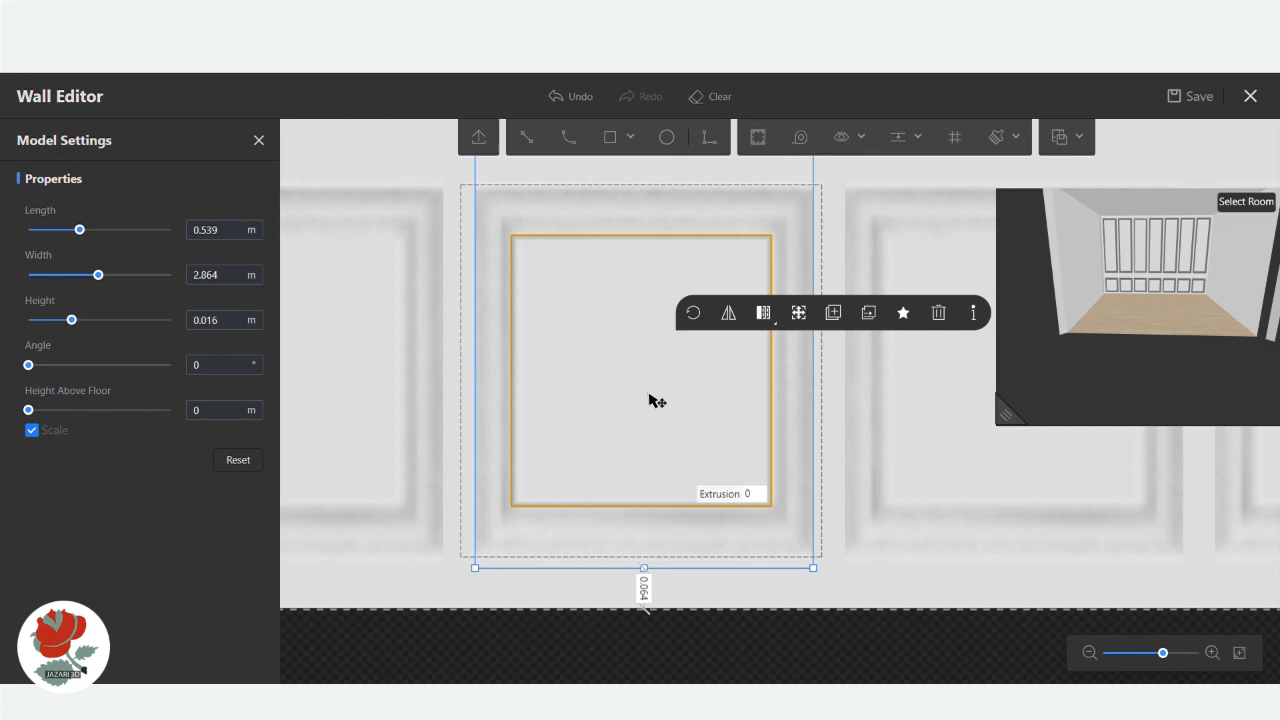 Wall Editor
Undo
Redo
Clear
Save
Model Settings
Properties
Length
0.539 m
Width
2.864 m
Height
0.016 m
Angle
0 °
Height Above Floor
0 m
Scale
Reset
Select Room
Extrusion 0
0.064
JAZARI 3D